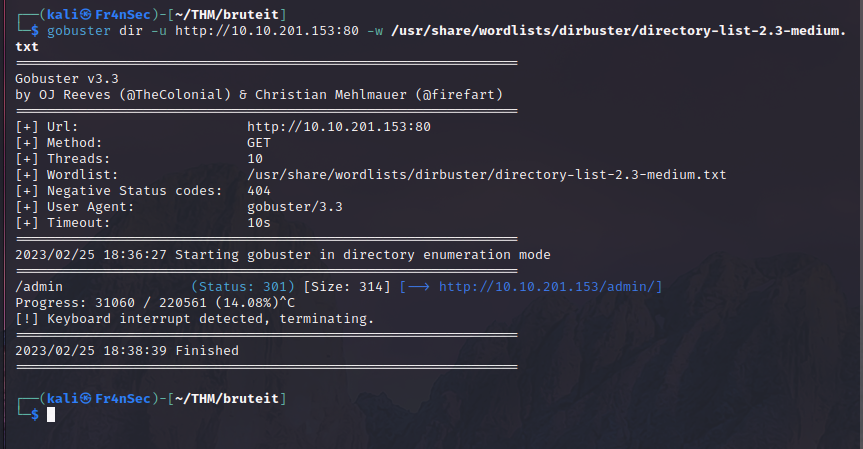 ┌──(kali㉿Fr4nSec)-[~/THM/bruteit]
└─$ gobuster dir -u http://10.10.201.153:80 -w /usr/share/wordlists/dirbuster/directory-list-2.3-medium.
txt
===============================================================
Gobuster v3.3
by OJ Reeves (@TheColonial) & Christian Mehlmauer (@firefart)
===============================================================
[+] Url:                     http://10.10.201.153:80
[+] Method:                  GET
[+] Threads:                 10
[+] Wordlist:                /usr/share/wordlists/dirbuster/directory-list-2.3-medium.txt
[+] Negative Status codes:   404
[+] User Agent:              gobuster/3.3
[+] Timeout:                 10s
===============================================================
2023/02/25 18:36:27 Starting gobuster in directory enumeration mode
===============================================================
/admin                (Status: 301) [Size: 314] [--> http://10.10.201.153/admin/]
Progress: 31060 / 220561 (14.08%)^C
[!] Keyboard interrupt detected, terminating.
===============================================================
2023/02/25 18:38:39 Finished
===============================================================
┌──(kali㉿Fr4nSec)-[~/THM/bruteit]
└─$